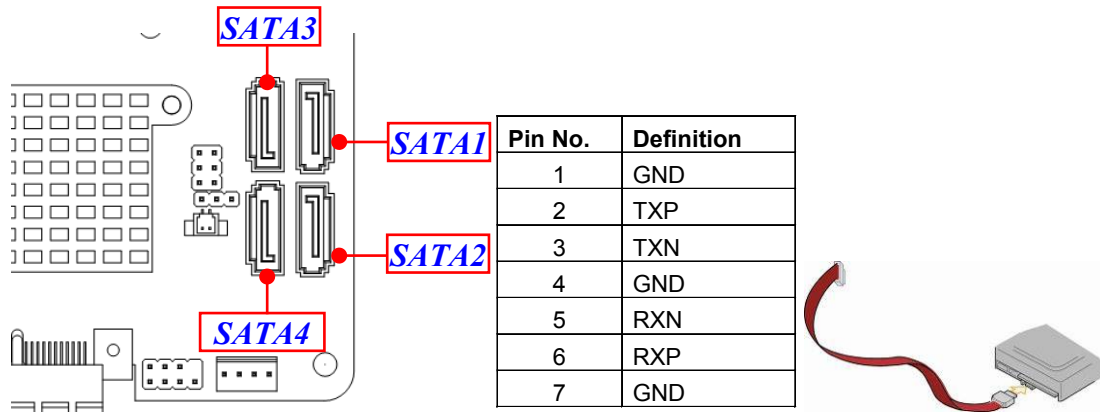 SATA3
SATA1
SATA2
SATA4
Pin No. Definition
1 GND
2 TXP
3 TXN
4 GND
5 RXN
6 RXP
7 GND